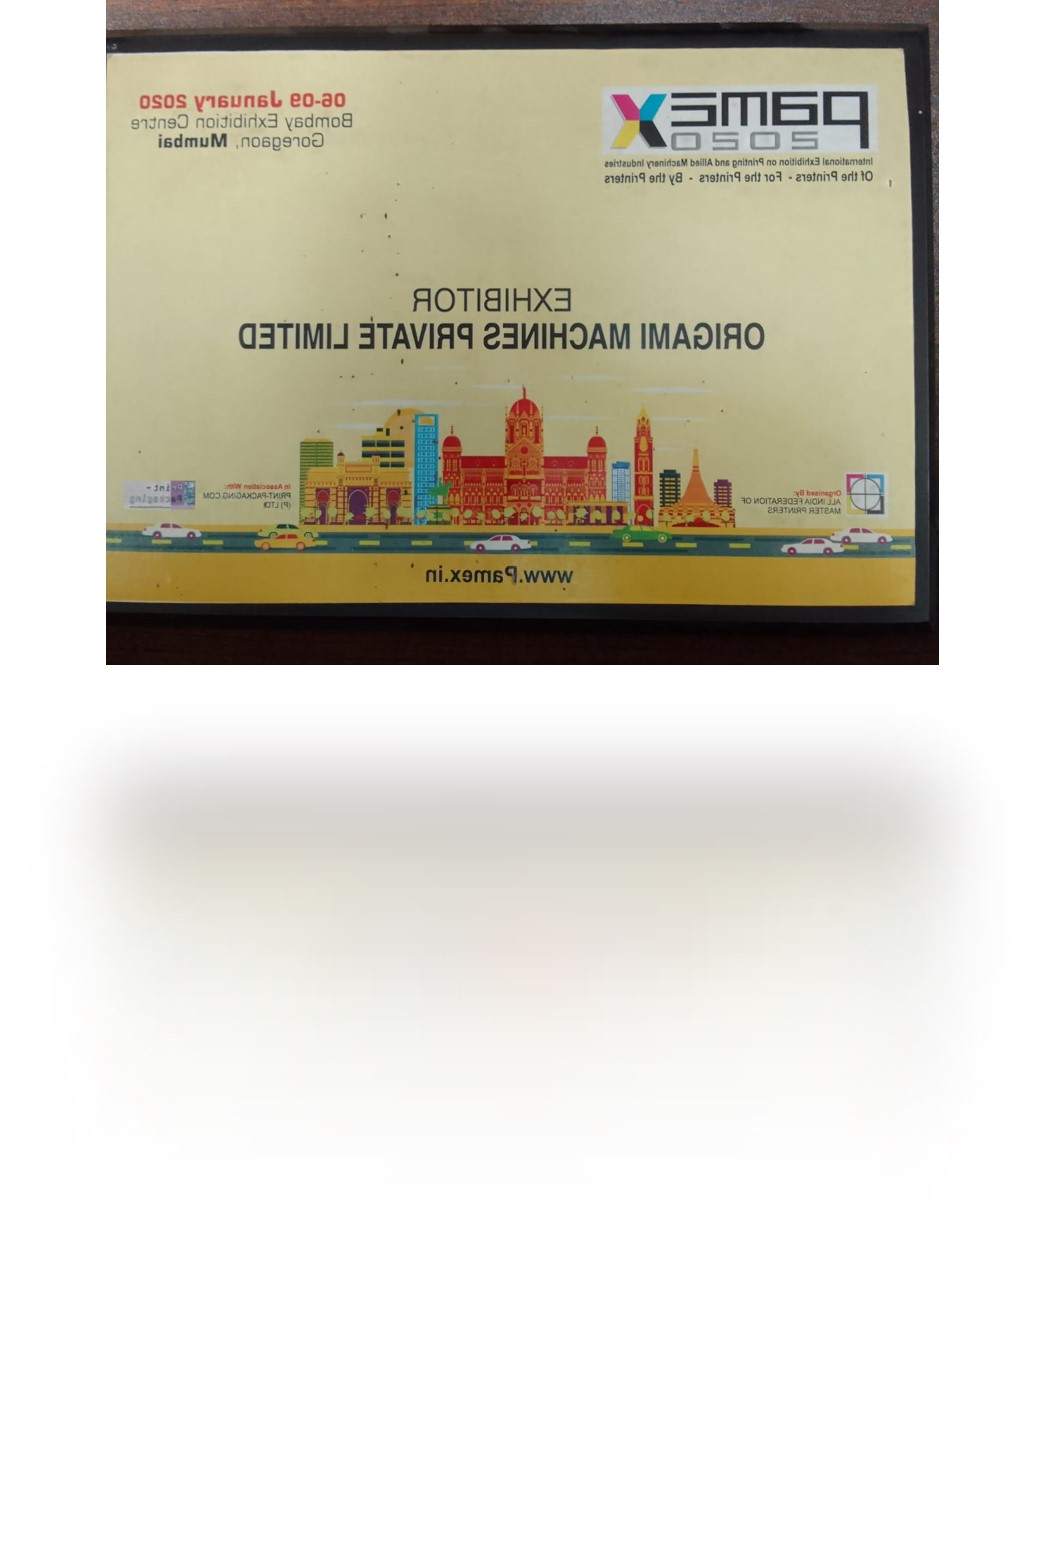 pamex
2020
International Exhibition on Printing and Allied Machinery Industries
Of the Printers - For the Printers - By the Printers
06-09 January 2020
Bombay Exhibition Centre
Goregaon, Mumbai
EXHIBITOR
ORIGAMI MACHINES PRIVATE LIMITED
Organised By:
ALL INDIA FEDERATION OF
MASTER PRINTERS
In Association With:
PRINT-PACKAGING.COM
(P) LTD
Print-
Packaging
www.Pamex.in